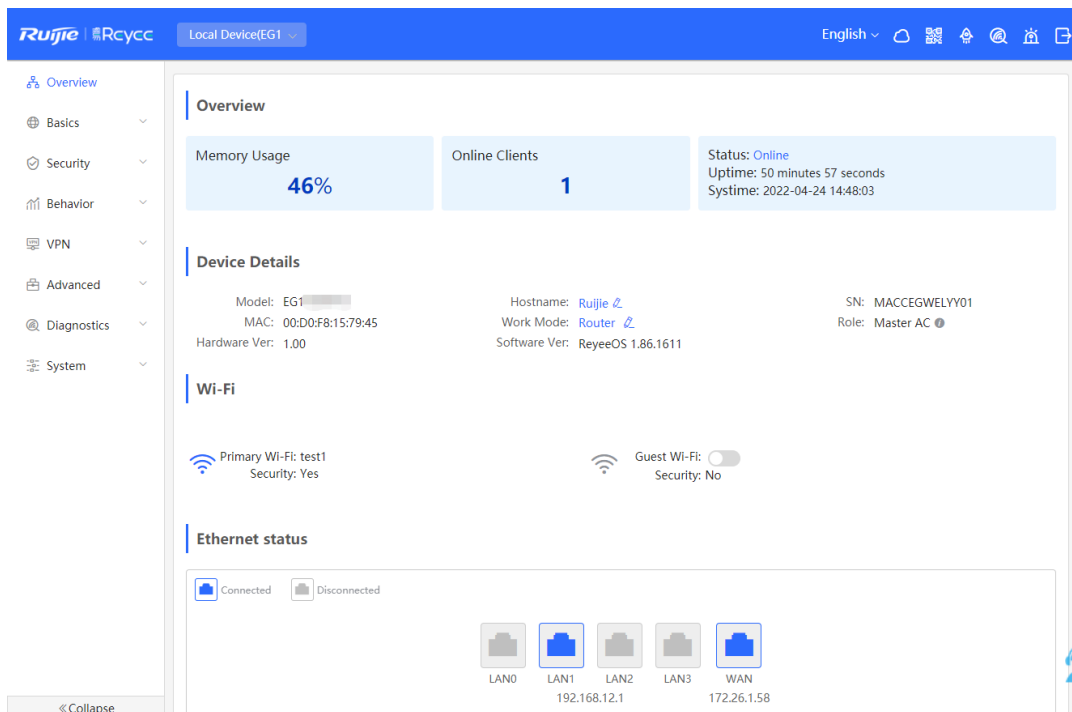 Ruijie Rcycc Local Device(EG1 English
Overview
Basics
Security
Behavior
VPN
Advanced
Diagnostics
System
Collapse
Overview
Memory Usage
46%
Online Clients
1
Status: Online
Uptime: 50 minutes 57 seconds
Systime: 2022-04-24 14:48:03
Device Details
Model: EG1
Hostname: Ruijie
SN: MACCEGWELYY01
MAC: 00:D0:F8:15:79:45
Work Mode: Router
Role: Master AC
Hardware Ver: 1.00
Software Ver: ReyeeOS 1.86.1611
Wi-Fi
Primary Wi-Fi: test1
Security: Yes
Guest Wi-Fi:
Security: No
Ethernet status
Connected Disconnected
LAN0 LAN1 LAN2 LAN3 WAN
192.168.12.1 172.26.1.58